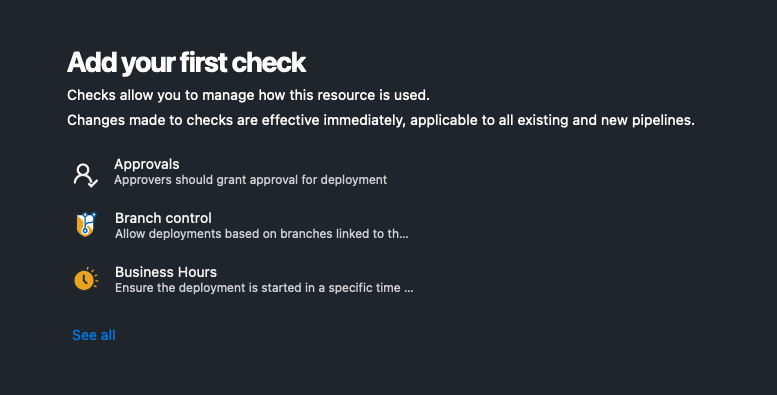 Add your first check
Checks allow you to manage how this resource is used.
Changes made to checks are effective immediately, applicable to all existing and new pipelines.
Approvals
Approvers should grant approval for deployment
Branch control
Allow deployments based on branches linked to th...
Business Hours
Ensure the deployment is started in a specific time ...
See all